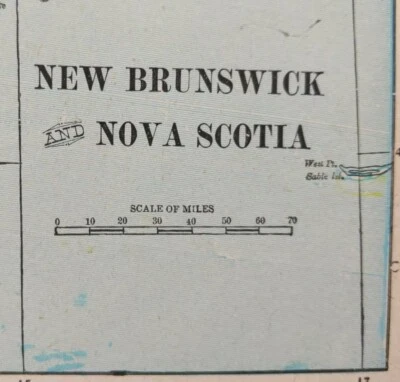 NEW BRUNSWICK
AND NOVA SCOTIA
West Pt.
Sable Isl.
SCALE OF MILES
0 10 20 30 40 50 60 70